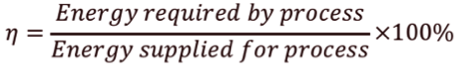 η = Energy required by process / Energy supplied for process ×100%